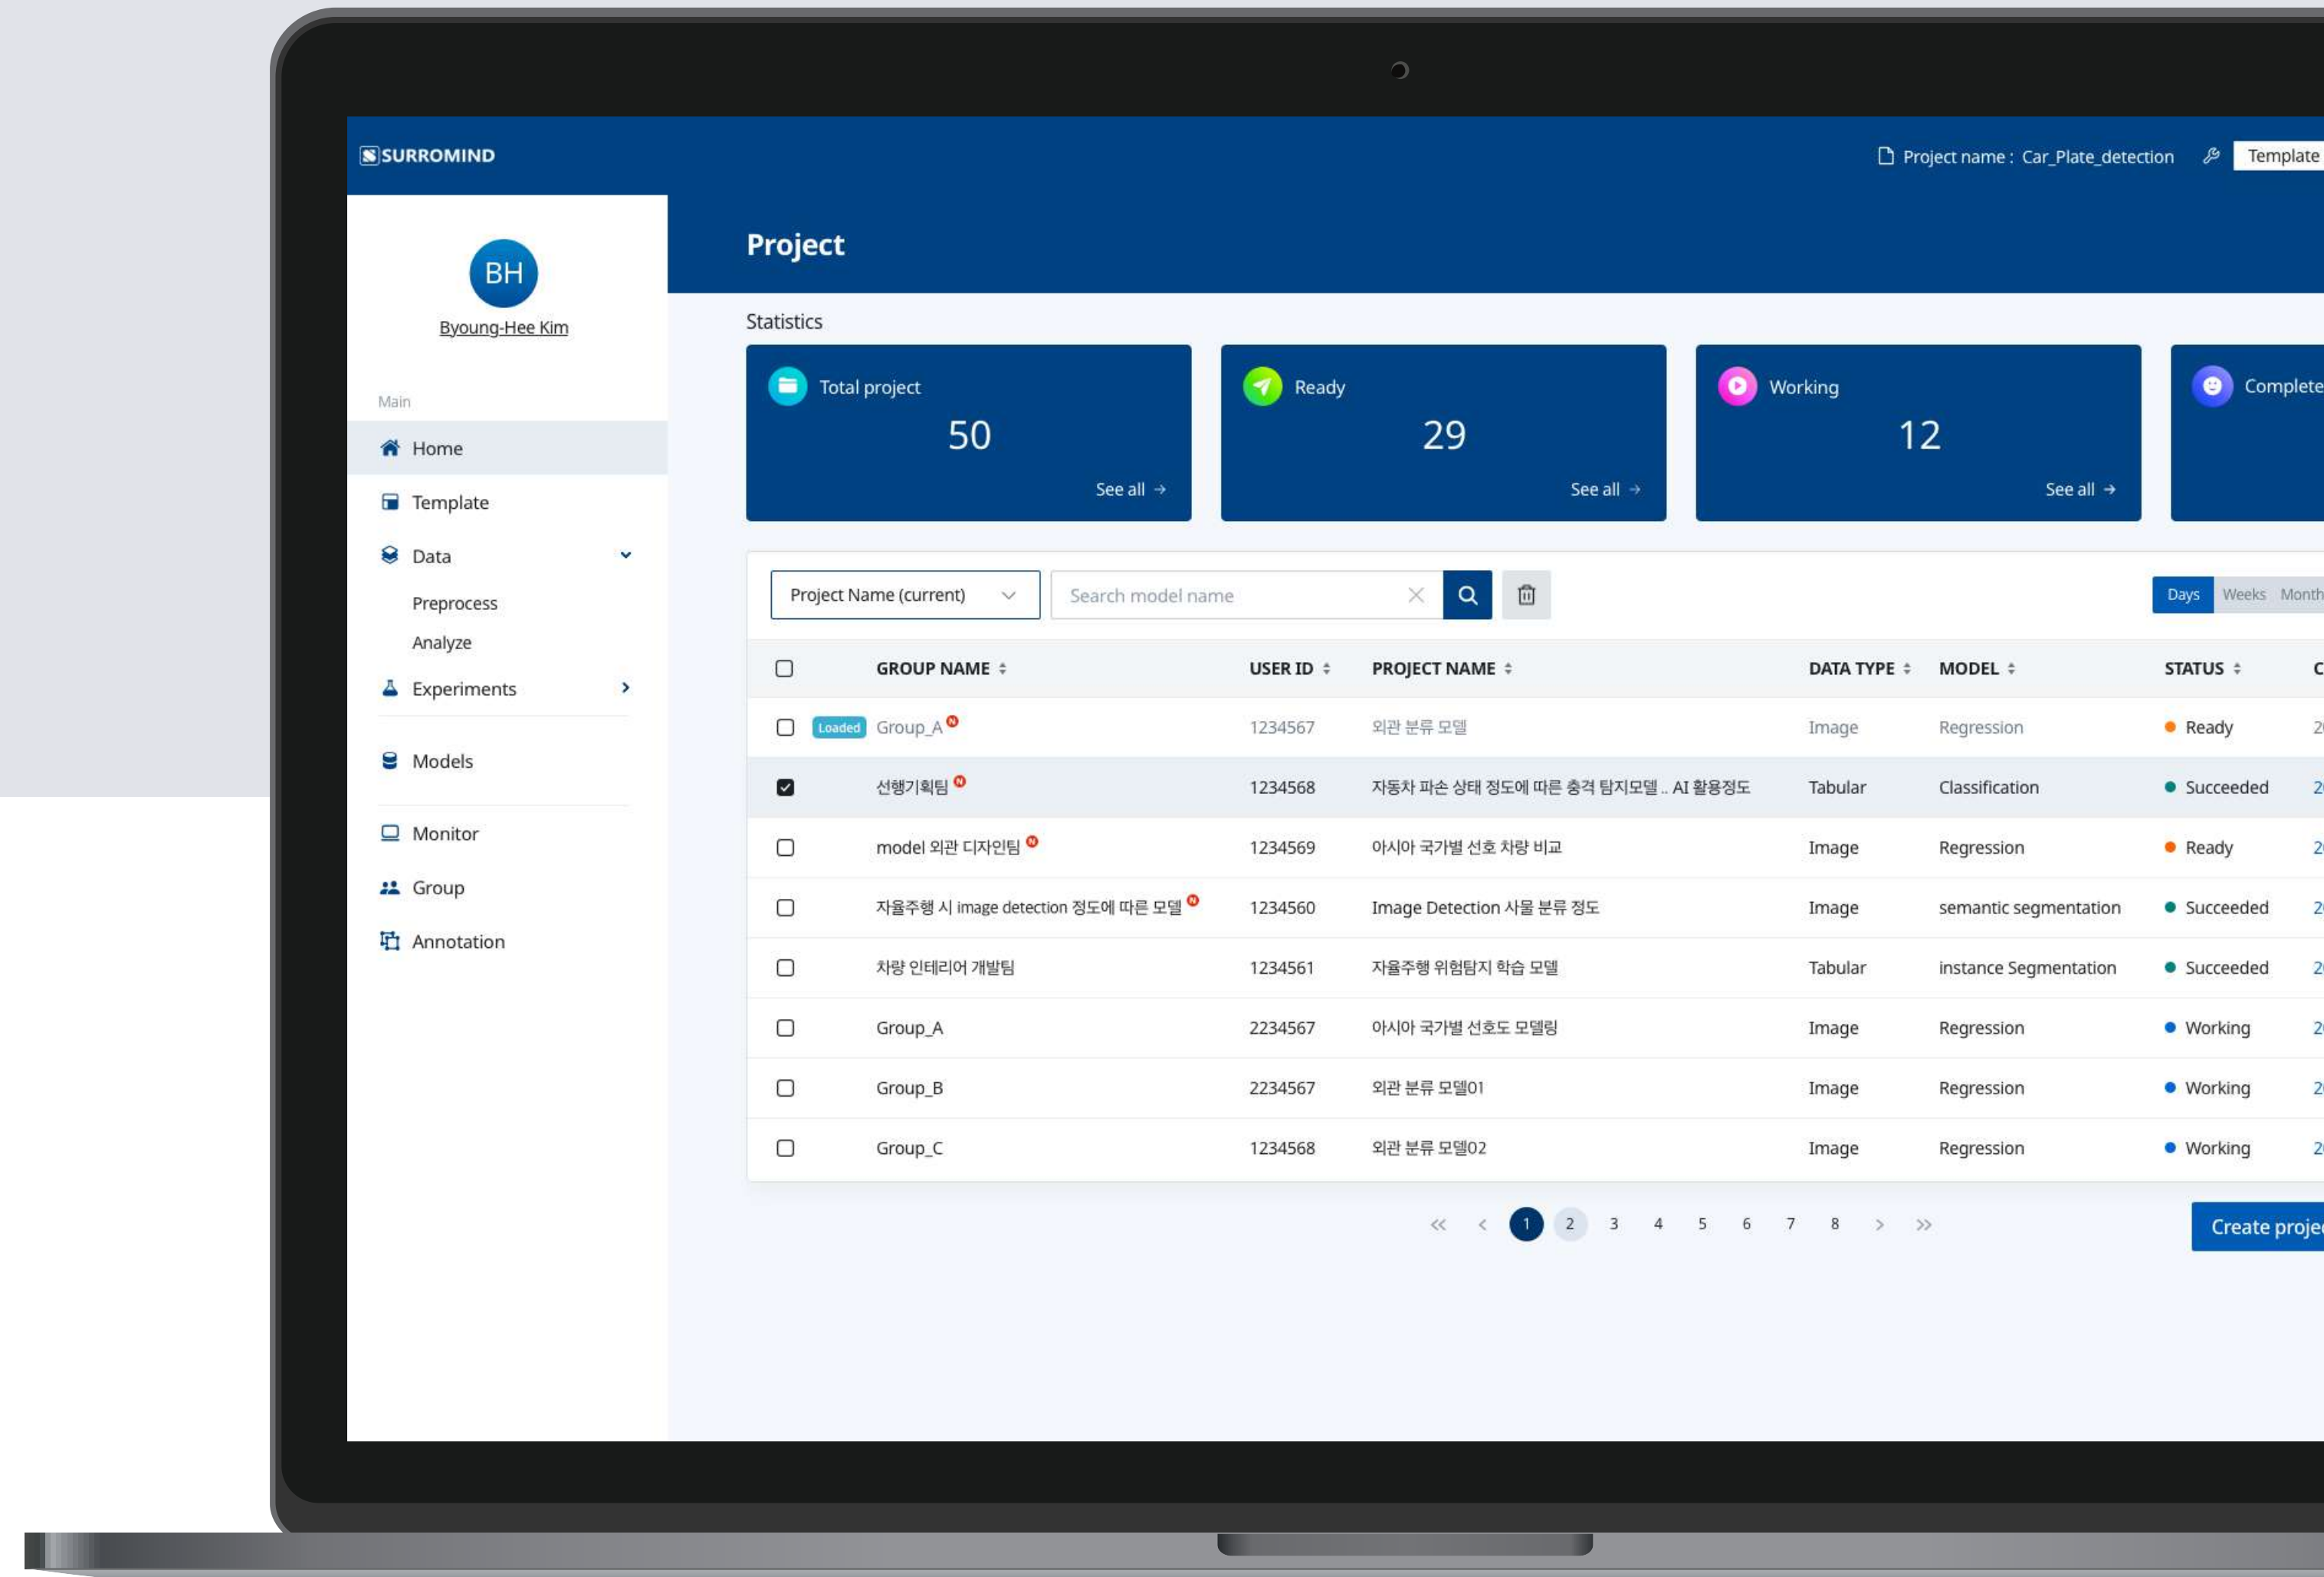 SURROMIND
Project name : Car_Plate_detection
Template
BH
Byoung-Hee Kim
Main
Home
Template
Data
Preprocess
Analyze
Experiments
Models
Monitor
Group
Annotation
Project
Statistics
Total project
50
See all →
Ready
29
See all →
Working
12
See all →
Complete
Project Name (current)
Search model name
Days Weeks Month
GROUP NAME USER ID PROJECT NAME DATA TYPE MODEL STATUS
Loaded Group_A N 1234567 외관 분류 모델 Image Regression Ready
선행기획팀 N 1234568 자동차 파손 상태 정도에 따른 충격 탐지모델 .. AI 활용정도 Tabular Classification Succeeded
model 외관 디자인팀 N 1234569 아시아 국가별 선호 차량 비교 Image Regression Ready
자율주행 시 image detection 정도에 따른 모델 N 1234560 Image Detection 사물 분류 정도 Image semantic segmentation Succeeded
차량 인테리어 개발팀 1234561 자율주행 위험탐지 학습 모델 Tabular instance Segmentation Succeeded
Group_A 2234567 아시아 국가별 선호도 모델링 Image Regression Working
Group_B 2234567 외관 분류 모델01 Image Regression Working
Group_C 1234568 외관 분류 모델02 Image Regression Working
<< < 1 2 3 4 5 6 7 8 > >>
Create projec